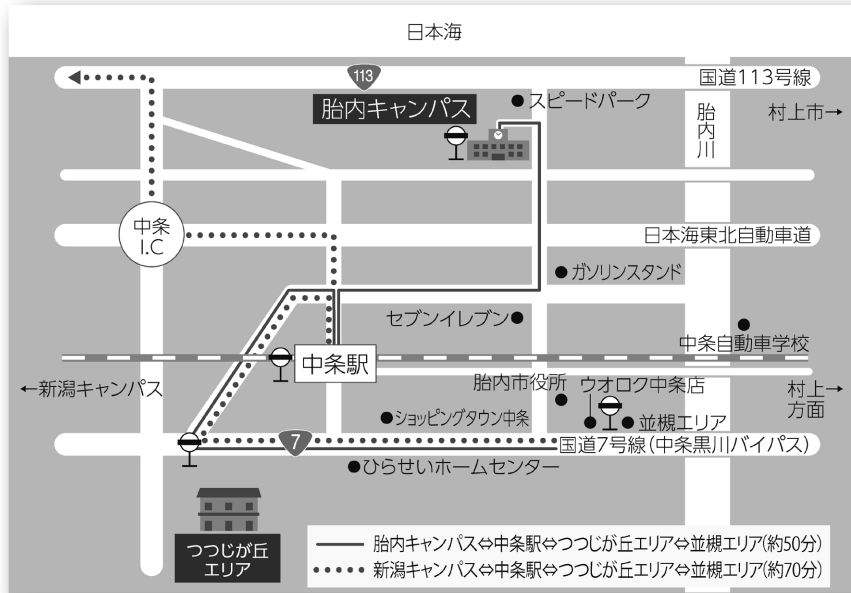 日本海
113
国道113号線
胎内キャンパス
スピードパーク
胎内川
村上市→
中条
I.C
日本海東北自動車道
ガソリンスタンド
セブンイレブン
中条自動車学校
中条駅
←新潟キャンパス
胎内市役所
ウオロク中条店
村上
方面→
ショッピングタウン中条
並槻エリア
7
国道7号線(中条黒川バイパス)
ひらせいホームセンター
つつじが丘
エリア
胎内キャンパス⇔中条駅⇔つつじが丘エリア⇔並槻エリア(約50分)
新潟キャンパス⇔中条駅⇔つつじが丘エリア⇔並槻エリア(約70分)